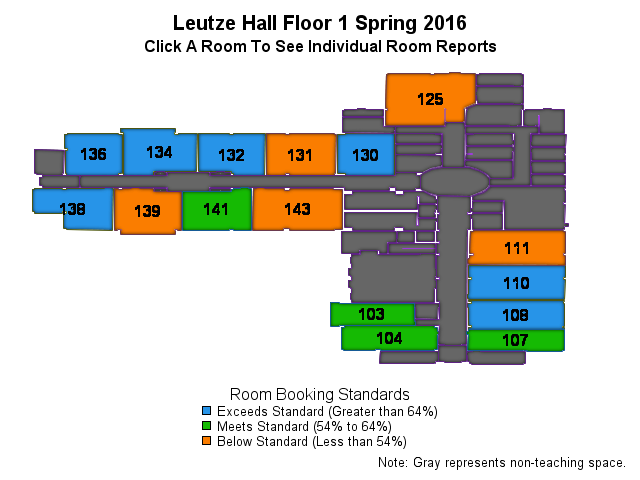 Leutze Hall Floor 1 Spring 2016
Click A Room To See Individual Room Reports
125
136
134
132
131
130
138
139
141
143
111
110
103
108
104
107
Room Booking Standards
Exceeds Standard (Greater than 64%)
Meets Standard (54% to 64%)
Below Standard (Less than 54%)
Note: Gray represents non-teaching space.